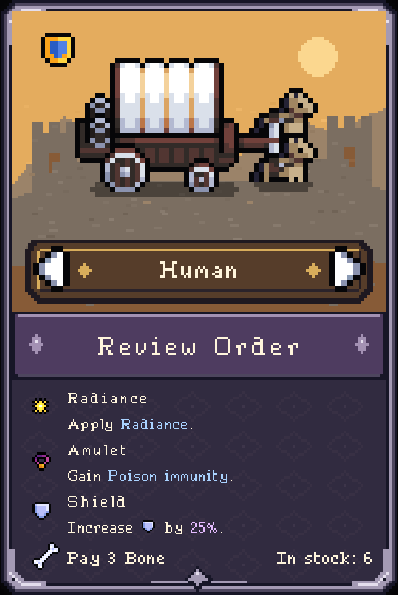 Human
Review Order
Radiance
Apply Radiance.
Amulet
Gain Poison immunity.
Shield
Increase by 25%.
Pay 3 Bone In stock: 6